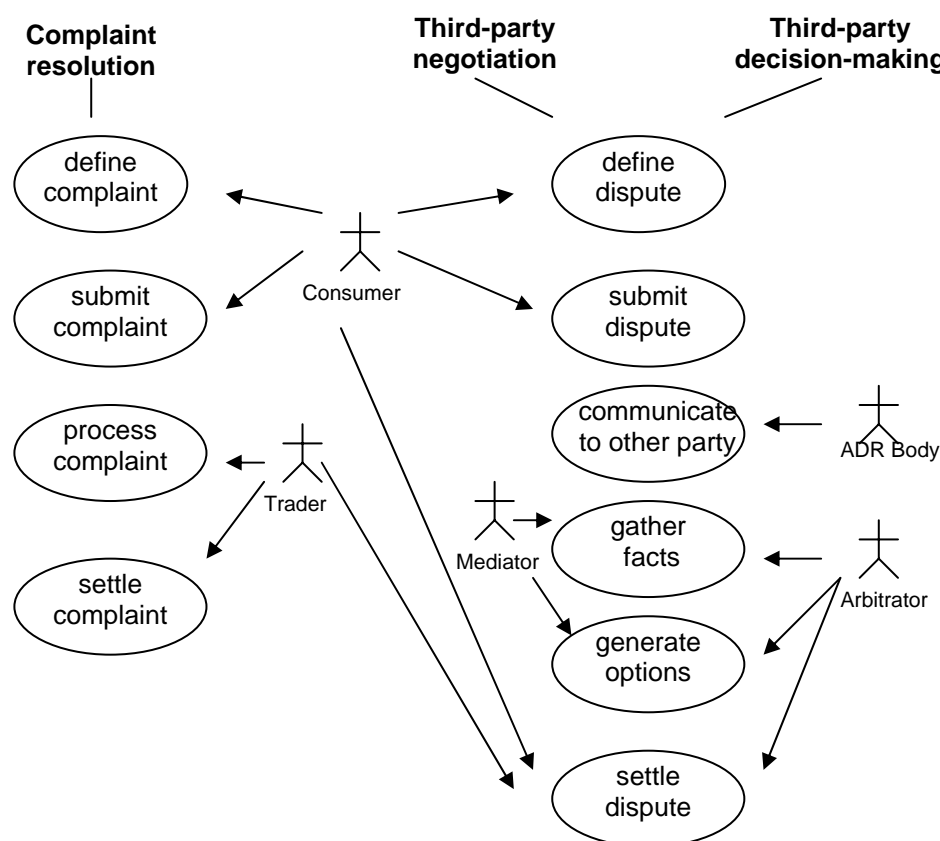 Complaint
resolution
Third-party
negotiation
Third-party
decision-making
define
complaint
define
dispute
Consumer
submit
complaint
submit
dispute
process
complaint
communicate
to other party
ADR Body
Trader
Mediator
gather
facts
Arbitrator
settle
complaint
generate
options
settle
dispute